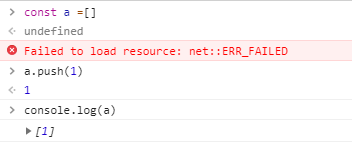 const a =[]
undefined
Failed to load resource: net::ERR_FAILED
a.push(1)
1
console.log(a)
[1]